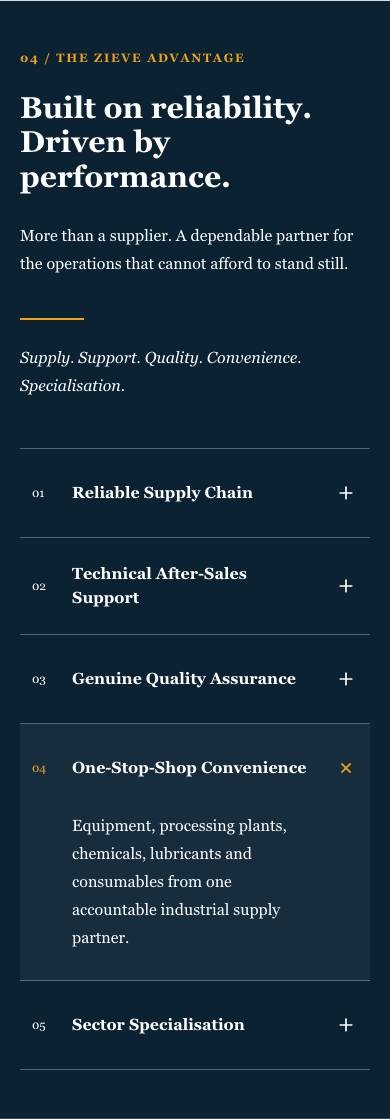 04 / THE ZIEVE ADVANTAGE
Built on reliability.
Driven by
performance.
More than a supplier. A dependable partner for
the operations that cannot afford to stand still.
Supply. Support. Quality. Convenience.
Specialisation.
01 Reliable Supply Chain +
02 Technical After-Sales
Support +
03 Genuine Quality Assurance +
04 One-Stop-Shop Convenience ×
Equipment, processing plants,
chemicals, lubricants and
consumables from one
accountable industrial supply
partner.
05 Sector Specialisation +